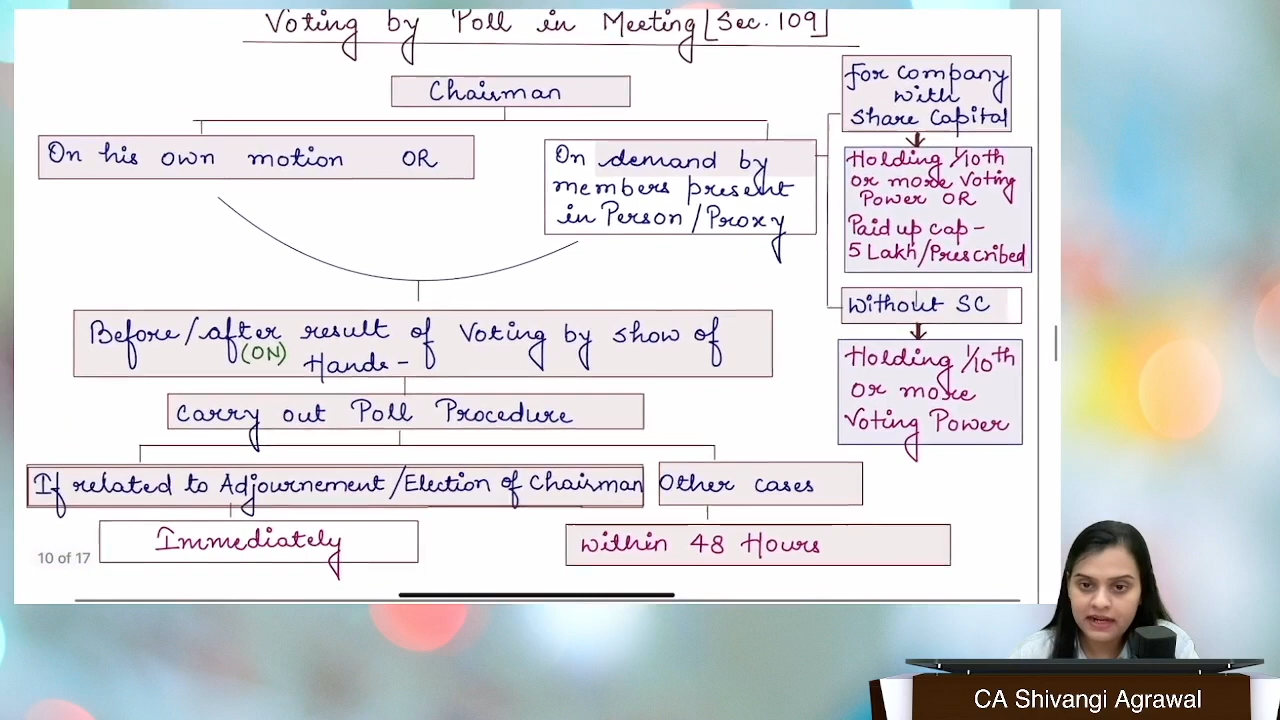 Voting by Poll in Meeting [Sec. 109]
Chairman
On his own motion OR
On demand by
members present
in Person/Proxy
For company
with
share Capital
Holding 1/10th
or more Voting
Power OR
Paid up cap -
5 Lakh/Prescribed
Without SC
Holding 1/10th
or more
Voting Power
Before/after result of Voting by show of
(ON)
Hands -
Carry out Poll Procedure
If related to Adjournement/Election of Chairman
Other cases
Immediately
within 48 Hours
10 of 17
CA Shivangi Agrawal